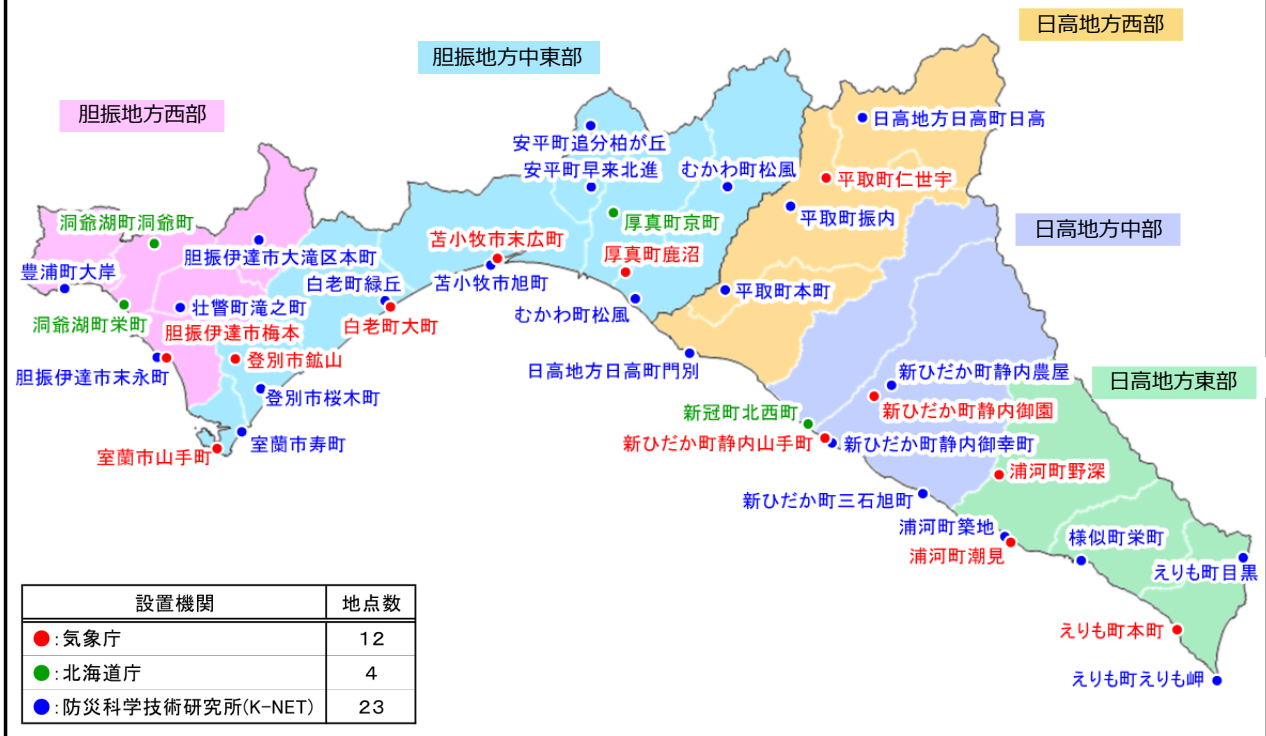 日高地方西部
胆振地方中東部
胆振地方西部
日高地方日高町日高
安平町追分柏が丘
安平町早来北進
むかわ町松風
平取町仁世宇
平取町振内
洞爺湖町洞爺町
厚真町京町
日高地方中部
苫小牧市末広町
胆振伊達市大滝区本町
厚真町鹿沼
豊浦町大岸
白老町緑丘
苫小牧市旭町
平取町本町
壮瞥町滝之町
むかわ町松風
洞爺湖町栄町
胆振伊達市梅本
白老町大町
登別市鉱山
胆振伊達市末永町
日高地方日高町門別
新ひだか町静内農屋
日高地方東部
登別市桜木町
新冠町北西町
新ひだか町静内御園
室蘭市寿町
新ひだか町静内山手町
新ひだか町静内御幸町
室蘭市山手町
浦河町野深
新ひだか町三石旭町
浦河町築地
様似町栄町
浦河町潮見
えりも町目黒
えりも町本町
えりも町えりも岬
設置機関 地点数
●:気象庁 12
●:北海道庁 4
●:防災科学技術研究所(K-NET) 23